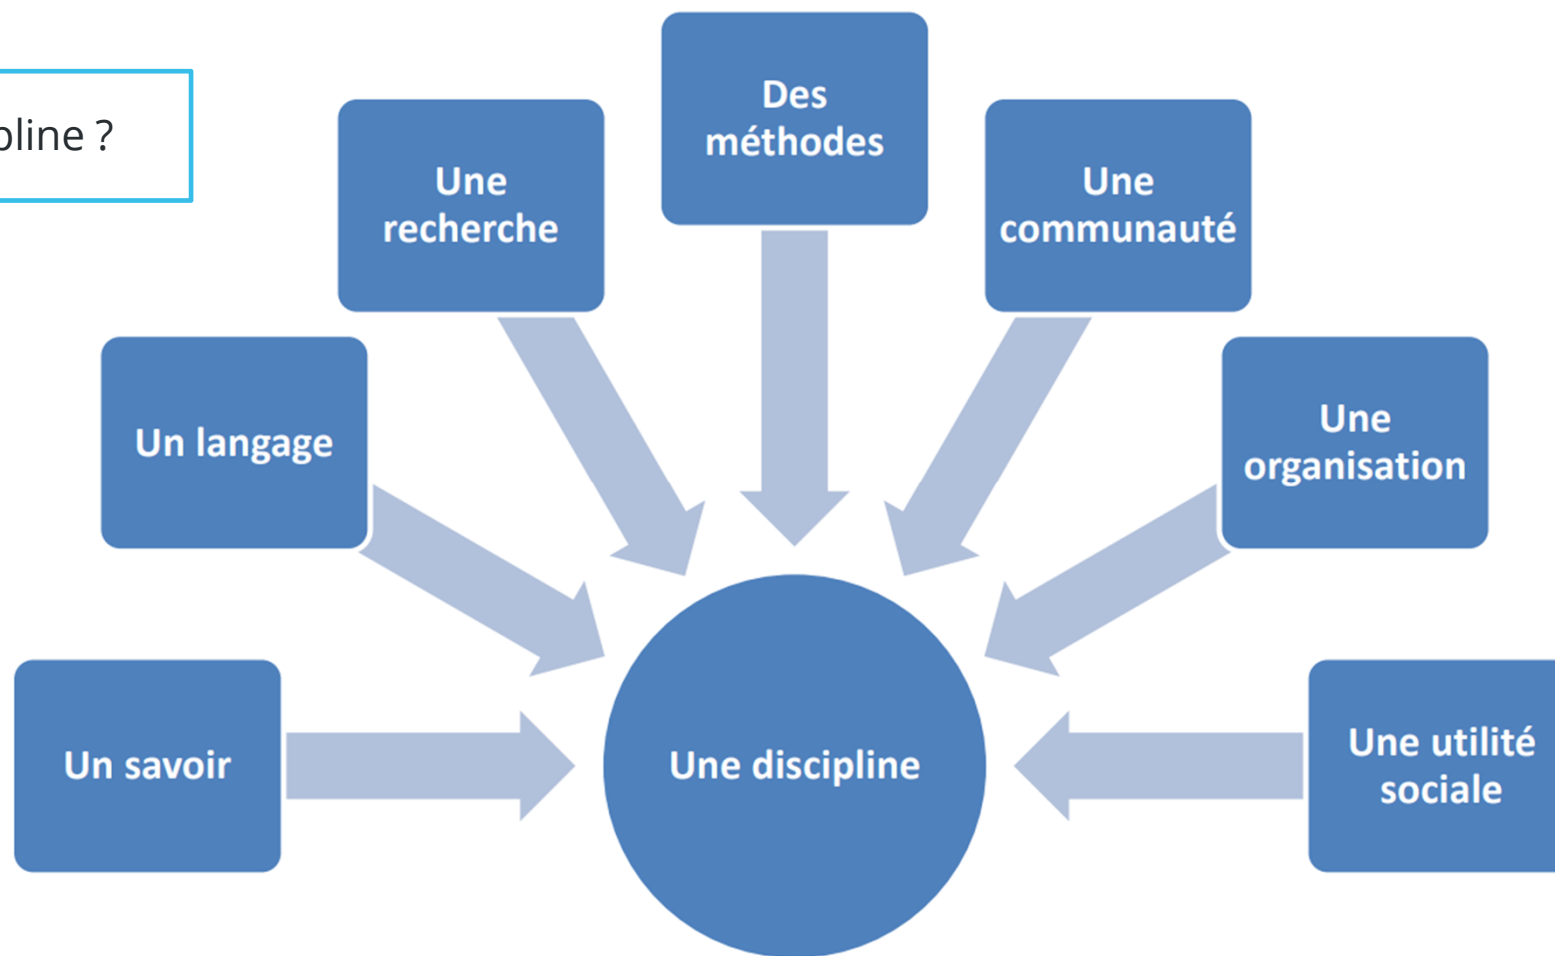 pline ?
Des
méthodes
Une
recherche
Une
communauté
Un langage
Une
organisation
Un savoir
Une discipline
Une utilité
sociale